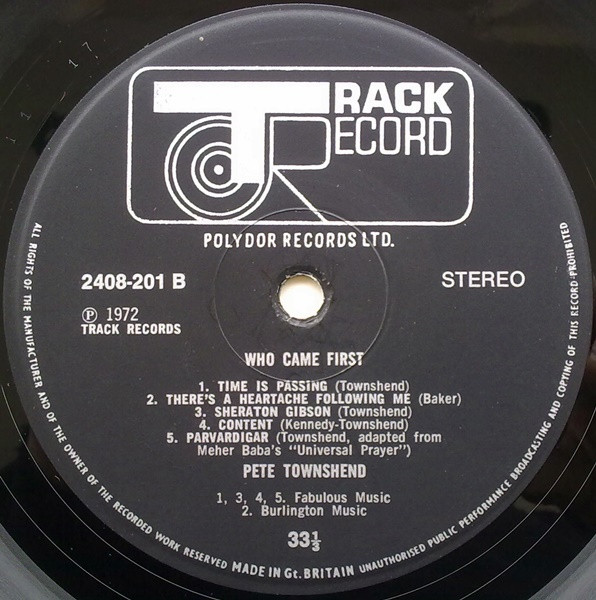 TRACK
RECORD
POLYDOR RECORDS LTD.
2408-201 B
STEREO
Ⓟ 1972
TRACK RECORDS
WHO CAME FIRST
1. TIME IS PASSING (Townshend)
2. THERE'S A HEARTACHE FOLLOWING ME (Baker)
3. SHERATON GIBSON (Townshend)
4. CONTENT (Kennedy-Townshend)
5. PARVARDIGAR (Townshend, adapted from
Meher Baba's "Universal Prayer")
PETE TOWNSHEND
1, 3, 4, 5. Fabulous Music
2. Burlington Music
33⅓
ALL RIGHTS OF THE MANUFACTURER AND OF THE OWNER OF THE RECORDED WORK RESERVED MADE IN Gt. BRITAIN UNAUTHORISED PUBLIC PERFORMANCE BROADCASTING AND COPYING OF THIS RECORD PROHIBITED